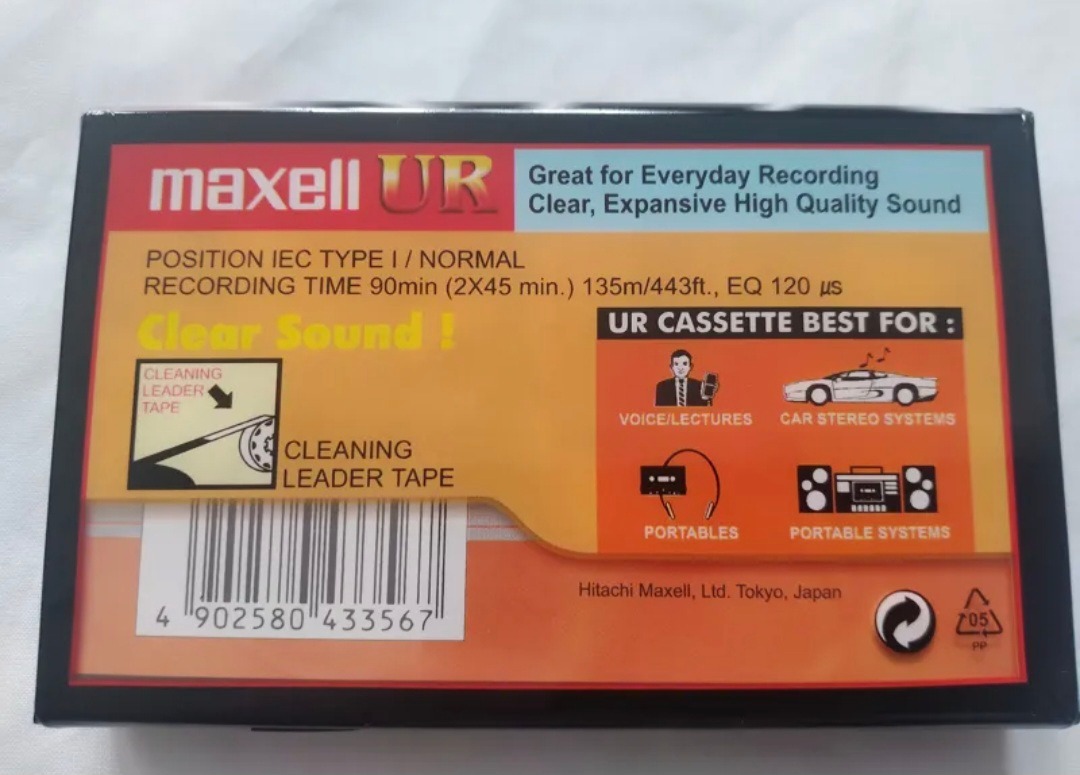 maxell UR
Great for Everyday Recording
Clear, Expansive High Quality Sound
POSITION IEC TYPE I / NORMAL
RECORDING TIME 90min (2X45 min.) 135m/443ft., EQ 120 µs
Clear Sound !
CLEANING
LEADER
TAPE
CLEANING
LEADER TAPE
UR CASSETTE BEST FOR :
VOICE/LECTURES
CAR STEREO SYSTEMS
PORTABLES
PORTABLE SYSTEMS
4 902580 433567
Hitachi Maxell, Ltd. Tokyo, Japan
05
PP